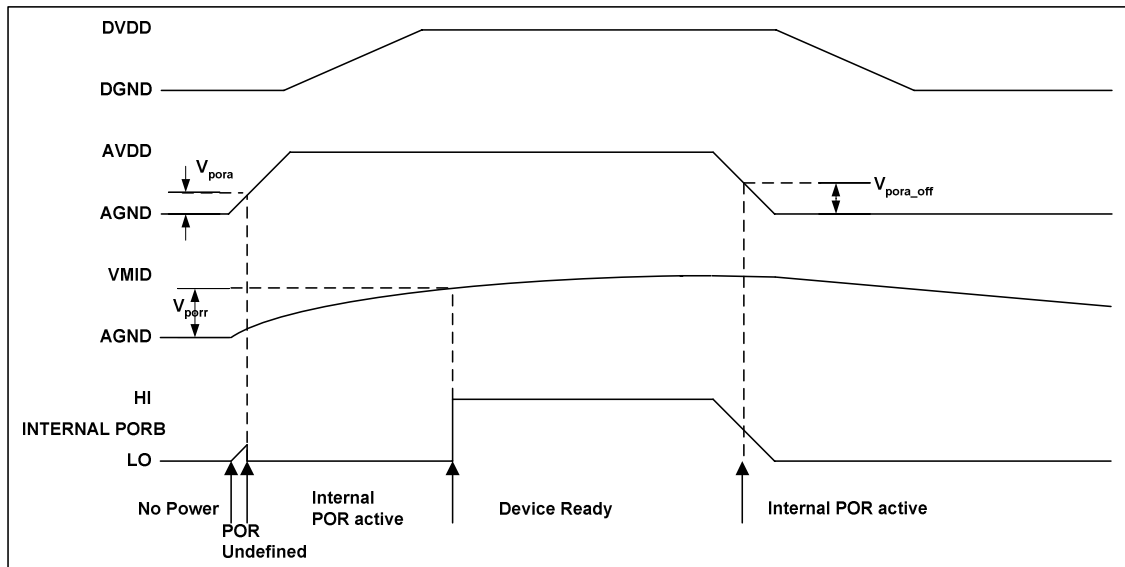 DVDD
DGND
AVDD
Vpora
Vpora_off
AGND
VMID
Vporr
AGND
HI
INTERNAL PORB
LO
No Power
POR
Undefined
Internal
POR active
Device Ready
Internal POR active